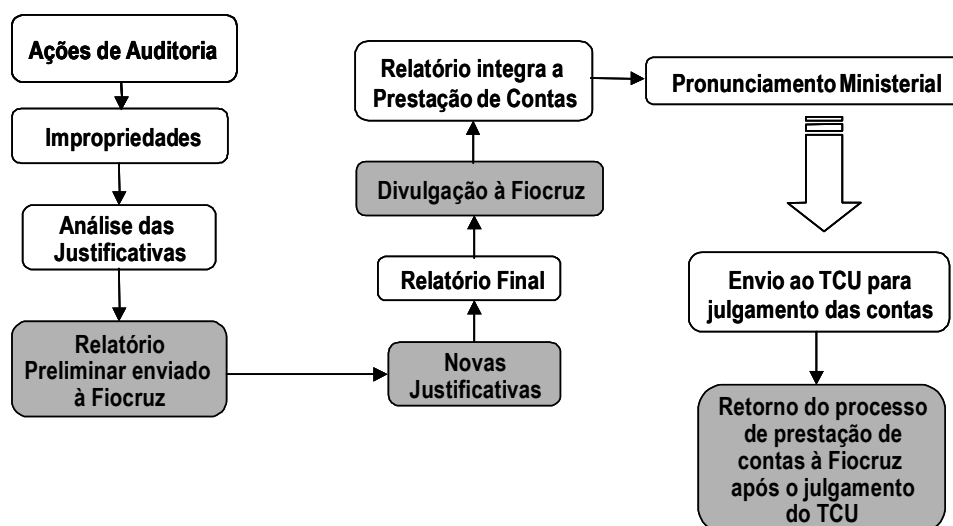 Ações de Auditoria
Impropriedades
Análise das
Justificativas
Relatório
Preliminar enviado
à Fiocruz
Novas
Justificativas
Relatório Final
Divulgação à Fiocruz
Relatório integra a
Prestação de Contas
Pronunciamento Ministerial
Envio ao TCU para
julgamento das contas
Retorno do processo
de prestação de
contas à Fiocruz
após o julgamento
do TCU